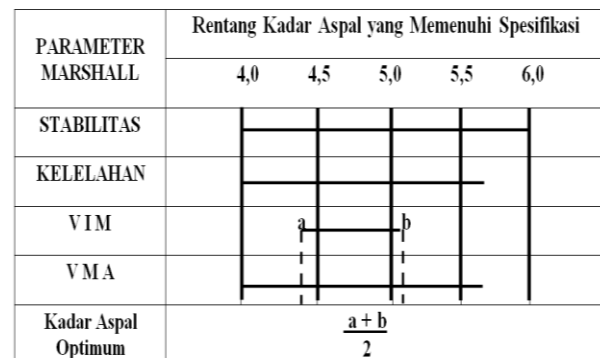 PARAMETER
MARSHALL
Rentang Kadar Aspal yang Memenuhi Spesifikasi
4,0 4,5 5,0 5,5 6,0
STABILITAS
KELELAHAN
V I M
a b
V M A
Kadar Aspal
Optimum
a + b
2